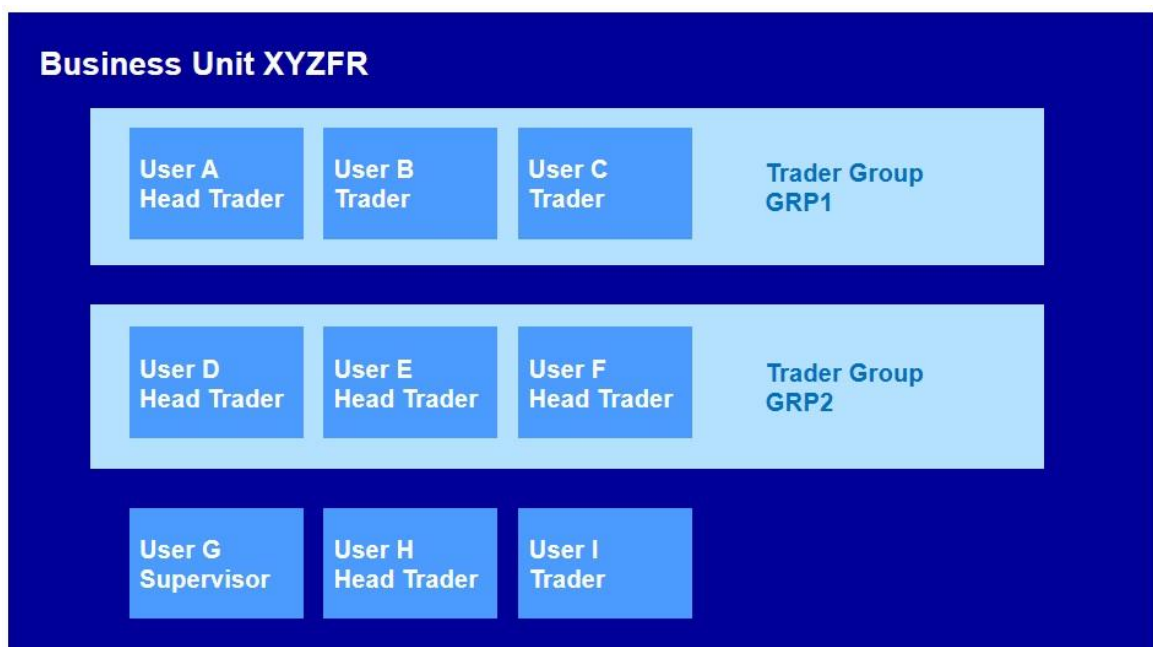 Business Unit XYZFR
User A
Head Trader
User B
Trader
User C
Trader
Trader Group
GRP1
User D
Head Trader
User E
Head Trader
User F
Head Trader
Trader Group
GRP2
User G
Supervisor
User H
Head Trader
User I
Trader